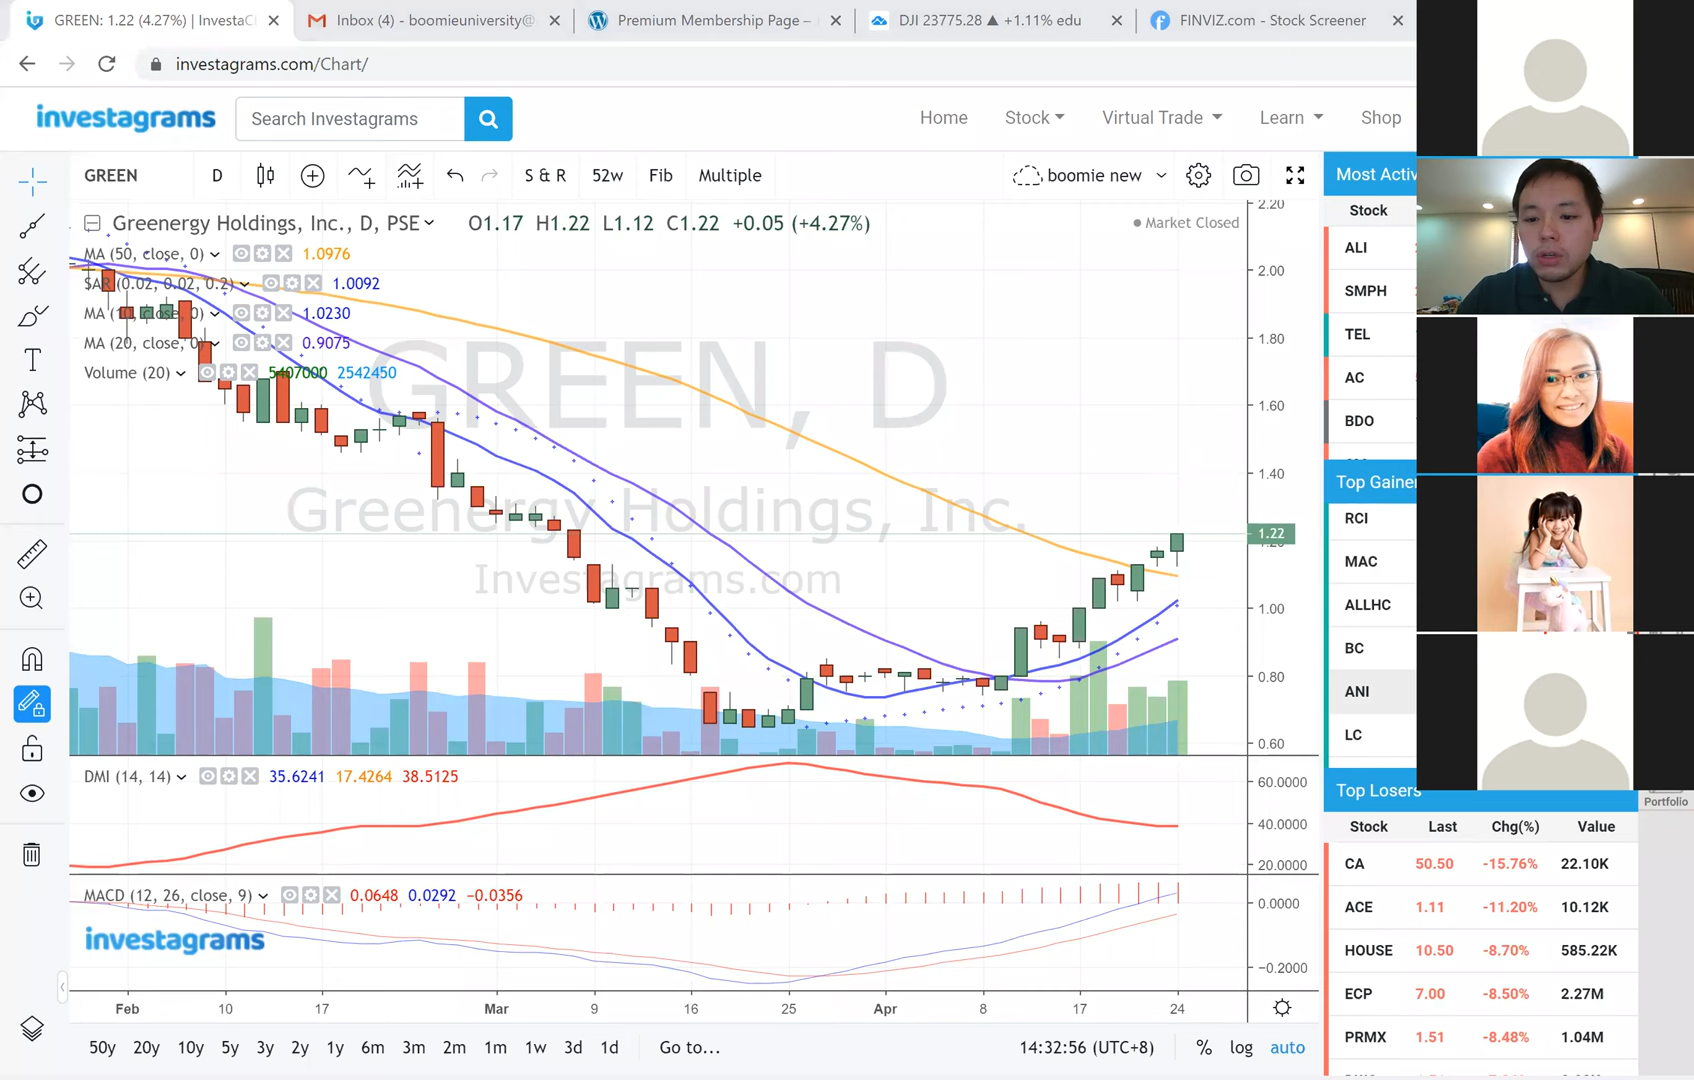 GREEN: 1.22 (4.27%) | InvestaC
Inbox (4) - boomieuniversity@
Premium Membership Page –
DJI 23775.28 ▲ +1.11% edu
FINVIZ.com - Stock Screener
investagrams.com/Chart/
investagrams
Search Investagrams
Home
Stock
Virtual Trade
Learn
Shop
GREEN
D
S & R
52w
Fib
Multiple
boomie new
Greenergy Holdings, Inc., D, PSE
O1.17 H1.22 L1.12 C1.22 +0.05 (+4.27%)
Market Closed
MA (50, close, 0) 1.0976
SAR (0.02, 0.02, 0.2) 1.0092
MA (10, close, 0) 1.0230
MA (20, close, 0) 0.9075
Volume (20) 5407000 2542450
GREEN, D
Greenergy Holdings, Inc.
Investagrams.com
2.20
2.00
1.80
1.60
1.40
1.22
1.20
1.00
0.80
0.60
DMI (14, 14) 35.6241 17.4264 38.5125
60.0000
40.0000
20.0000
MACD (12, 26, close, 9) 0.0648 0.0292 −0.0356
0.0000
−0.2000
investagrams
Feb 10 17 Mar 9 16 25 Apr 8 17 24
50y 20y 10y 5y 3y 2y 1y 6m 3m 2m 1m 1w 3d 1d Go to...
14:32:56 (UTC+8) % log auto
Most Activ
Stock
ALI
SMPH
TEL
AC
BDO
Top Gainer
RCI
MAC
ALLHC
BC
ANI
LC
Top Losers
Portfolio
Stock Last Chg(%) Value
CA 50.50 -15.76% 22.10K
ACE 1.11 -11.20% 10.12K
HOUSE 10.50 -8.70% 585.22K
ECP 7.00 -8.50% 2.27M
PRMX 1.51 -8.48% 1.04M